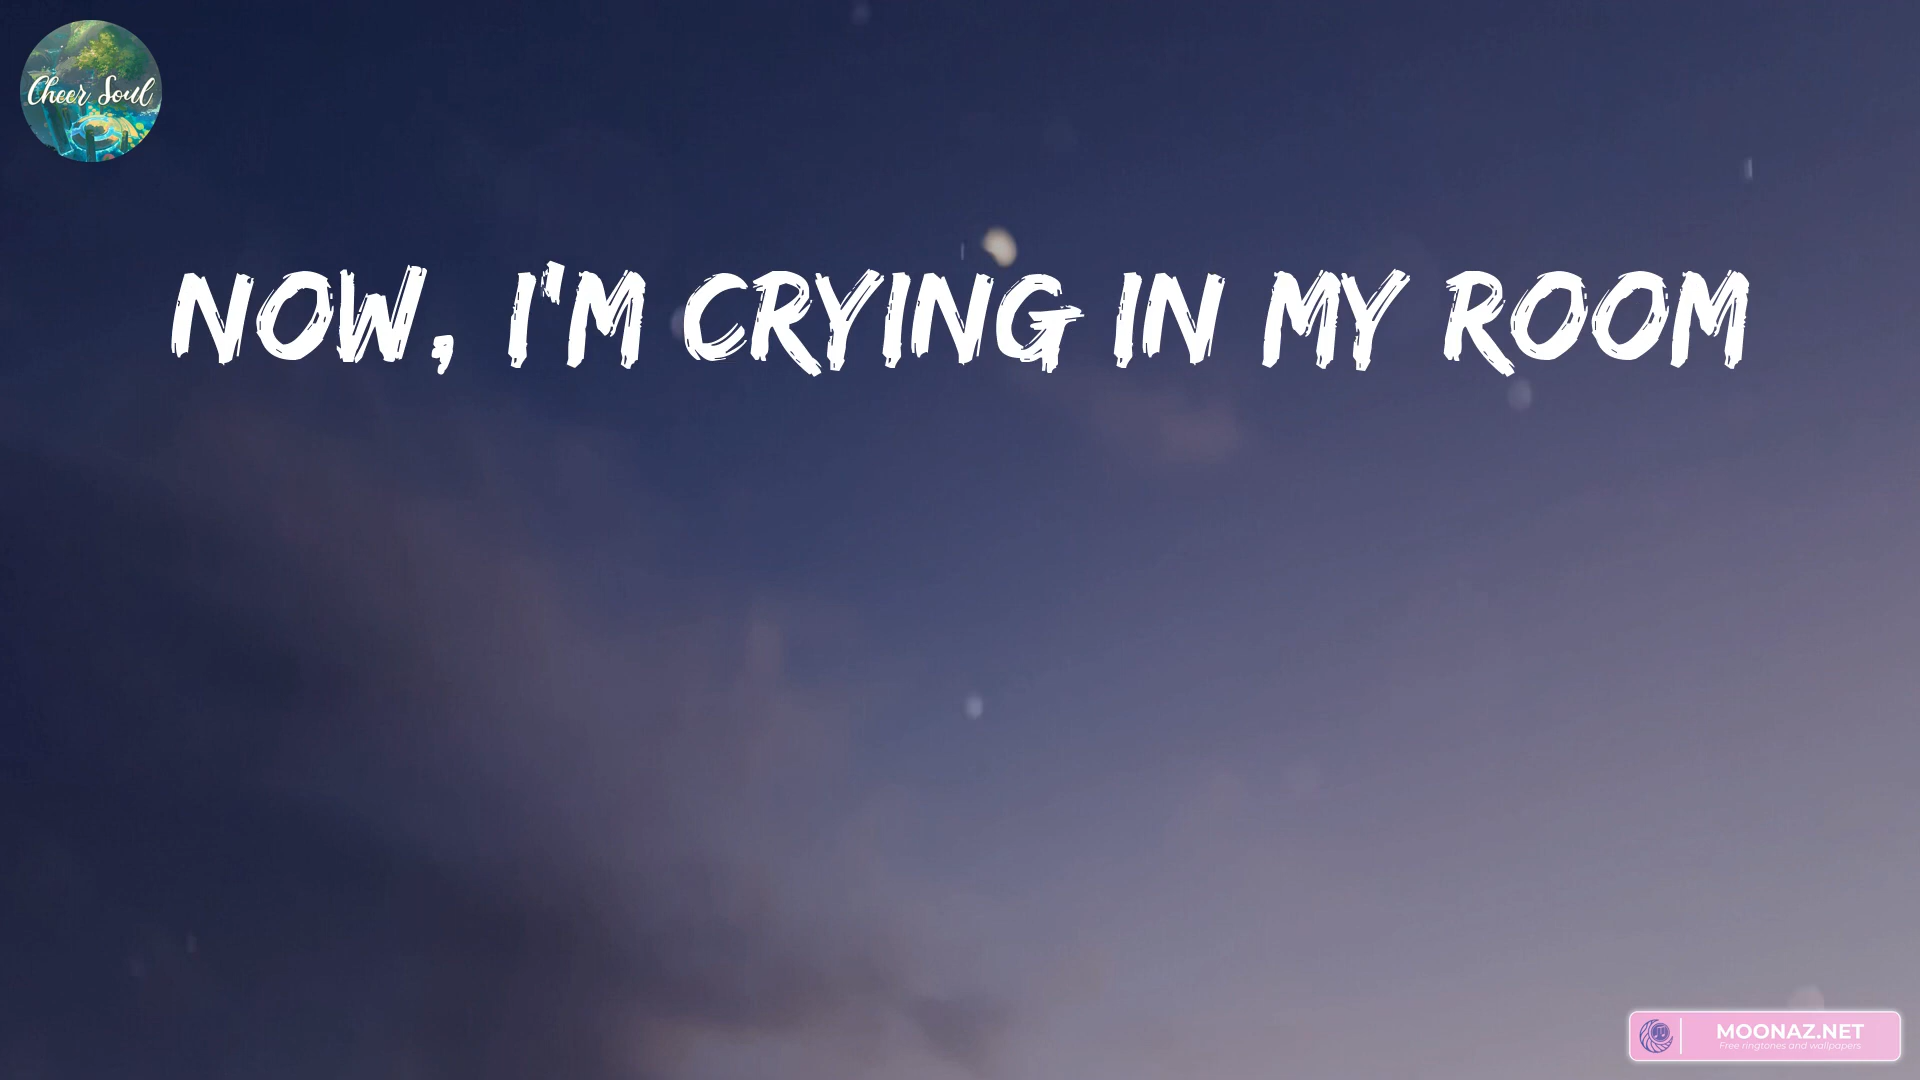 Cheer Soul
NOW, I'M CRYING IN MY ROOM
MOONAZ.NET
Free ringtones and wallpapers